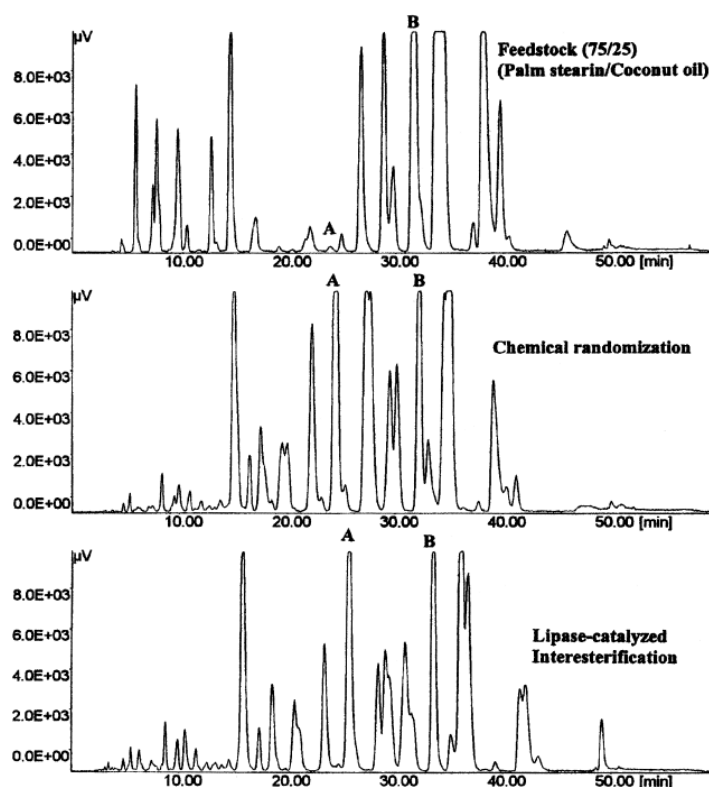 µV
B
Feedstock (75/25)
(Palm stearin/Coconut oil)
8.0E+03
6.0E+03
4.0E+03
2.0E+03
A
0.0E+00
10.00 20.00 30.00 40.00 50.00 [min]
µV
A B
8.0E+03
Chemical randomization
6.0E+03
4.0E+03
2.0E+03
0.0E+00
10.00 20.00 30.00 40.00 50.00 [min]
A B
µV
8.0E+03
6.0E+03
Lipase-catalyzed
Interesterification
4.0E+03
2.0E+03
0.0E+00
10.00 20.00 30.00 40.00 50.00 [min]